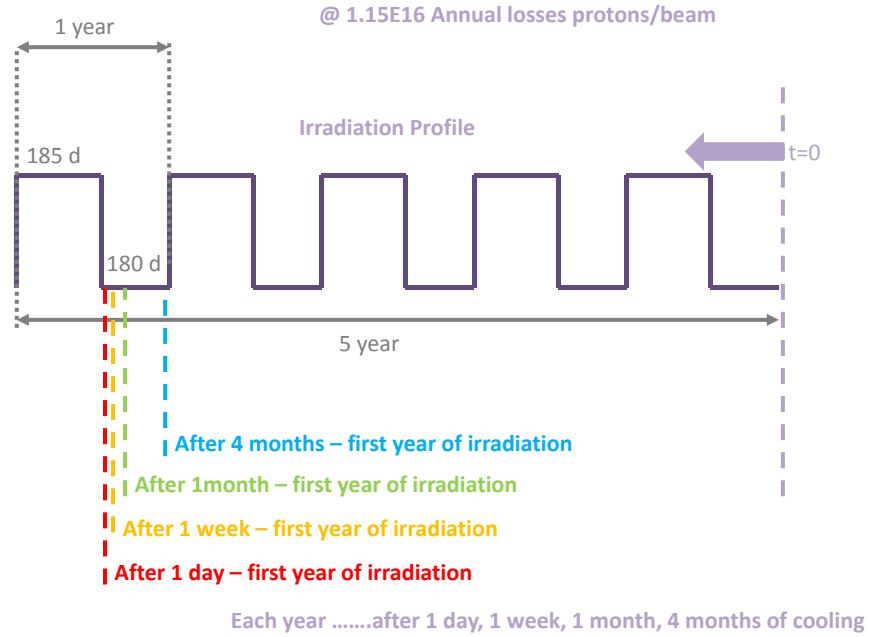 @ 1.15E16 Annual losses protons/beam
1 year
Irradiation Profile
t=0
185 d
180 d
5 year
After 4 months – first year of irradiation
After 1month – first year of irradiation
After 1 week – first year of irradiation
After 1 day – first year of irradiation
Each year …….after 1 day, 1 week, 1 month, 4 months of cooling